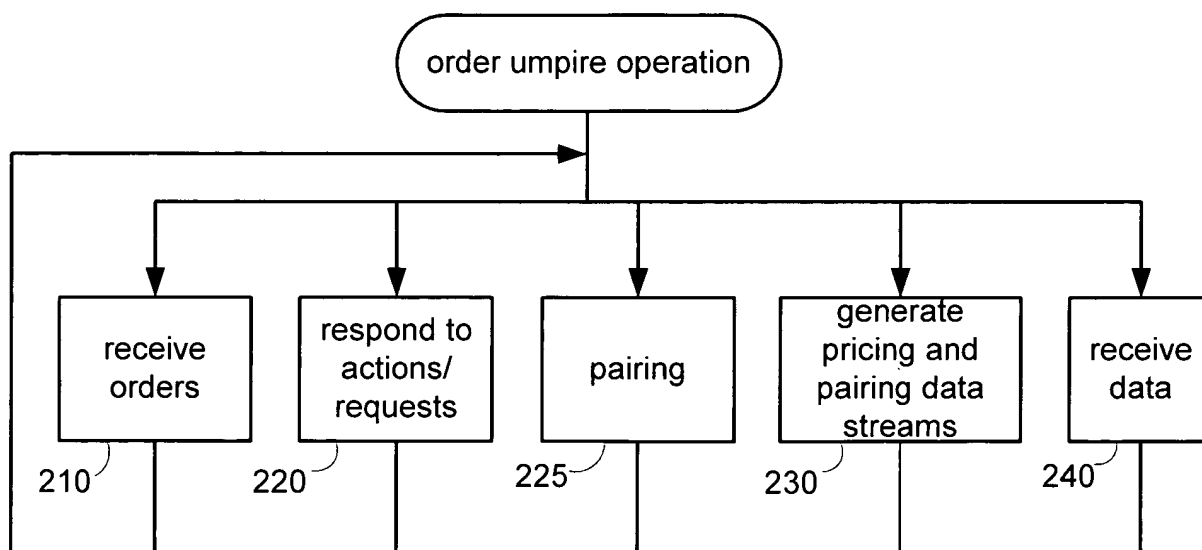 order umpire operation
receive
orders
respond to
actions/
requests
pairing
generate
pricing and
pairing data
streams
receive
data
210
220
225
230
240